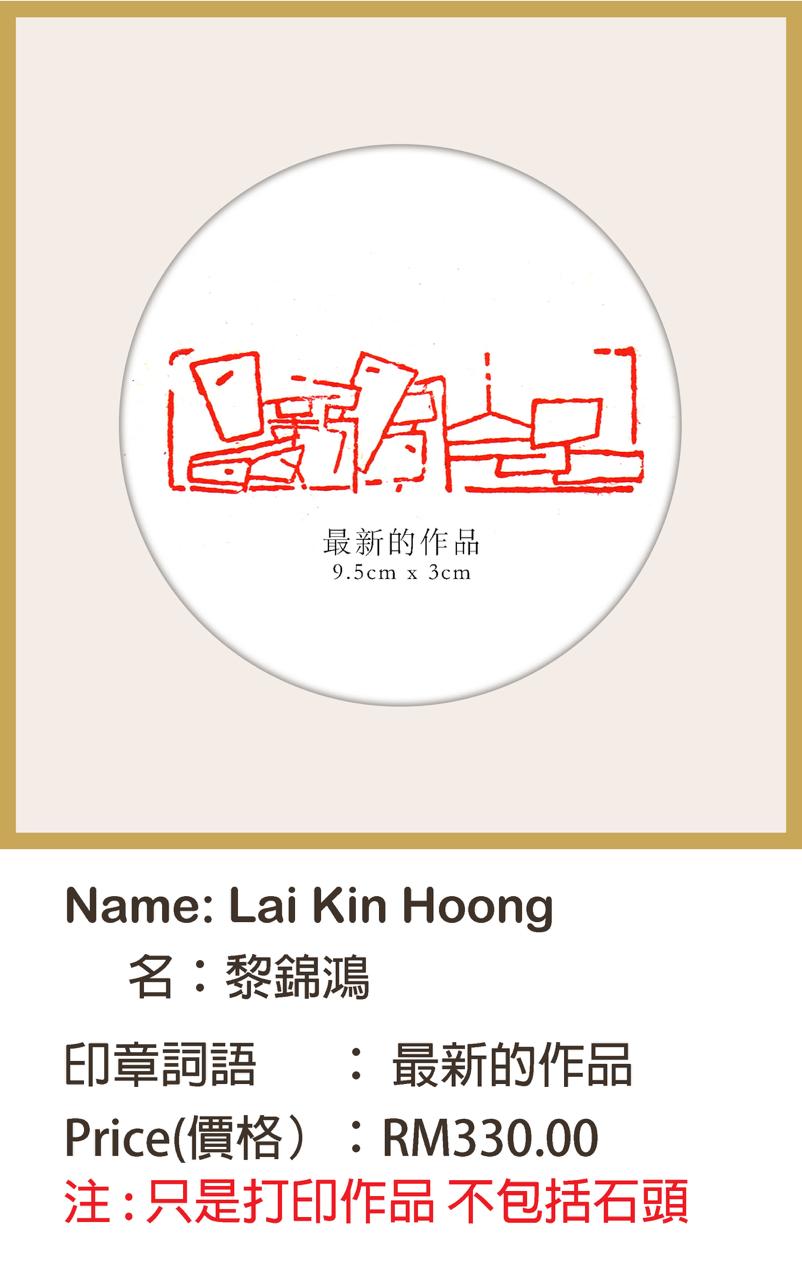 最新的作品
9.5cm x 3cm
Name: Lai Kin Hoong
名：黎錦鴻
印章詞語 ： 最新的作品
Price(價格） ：RM330.00
注 : 只是打印作品 不包括石頭